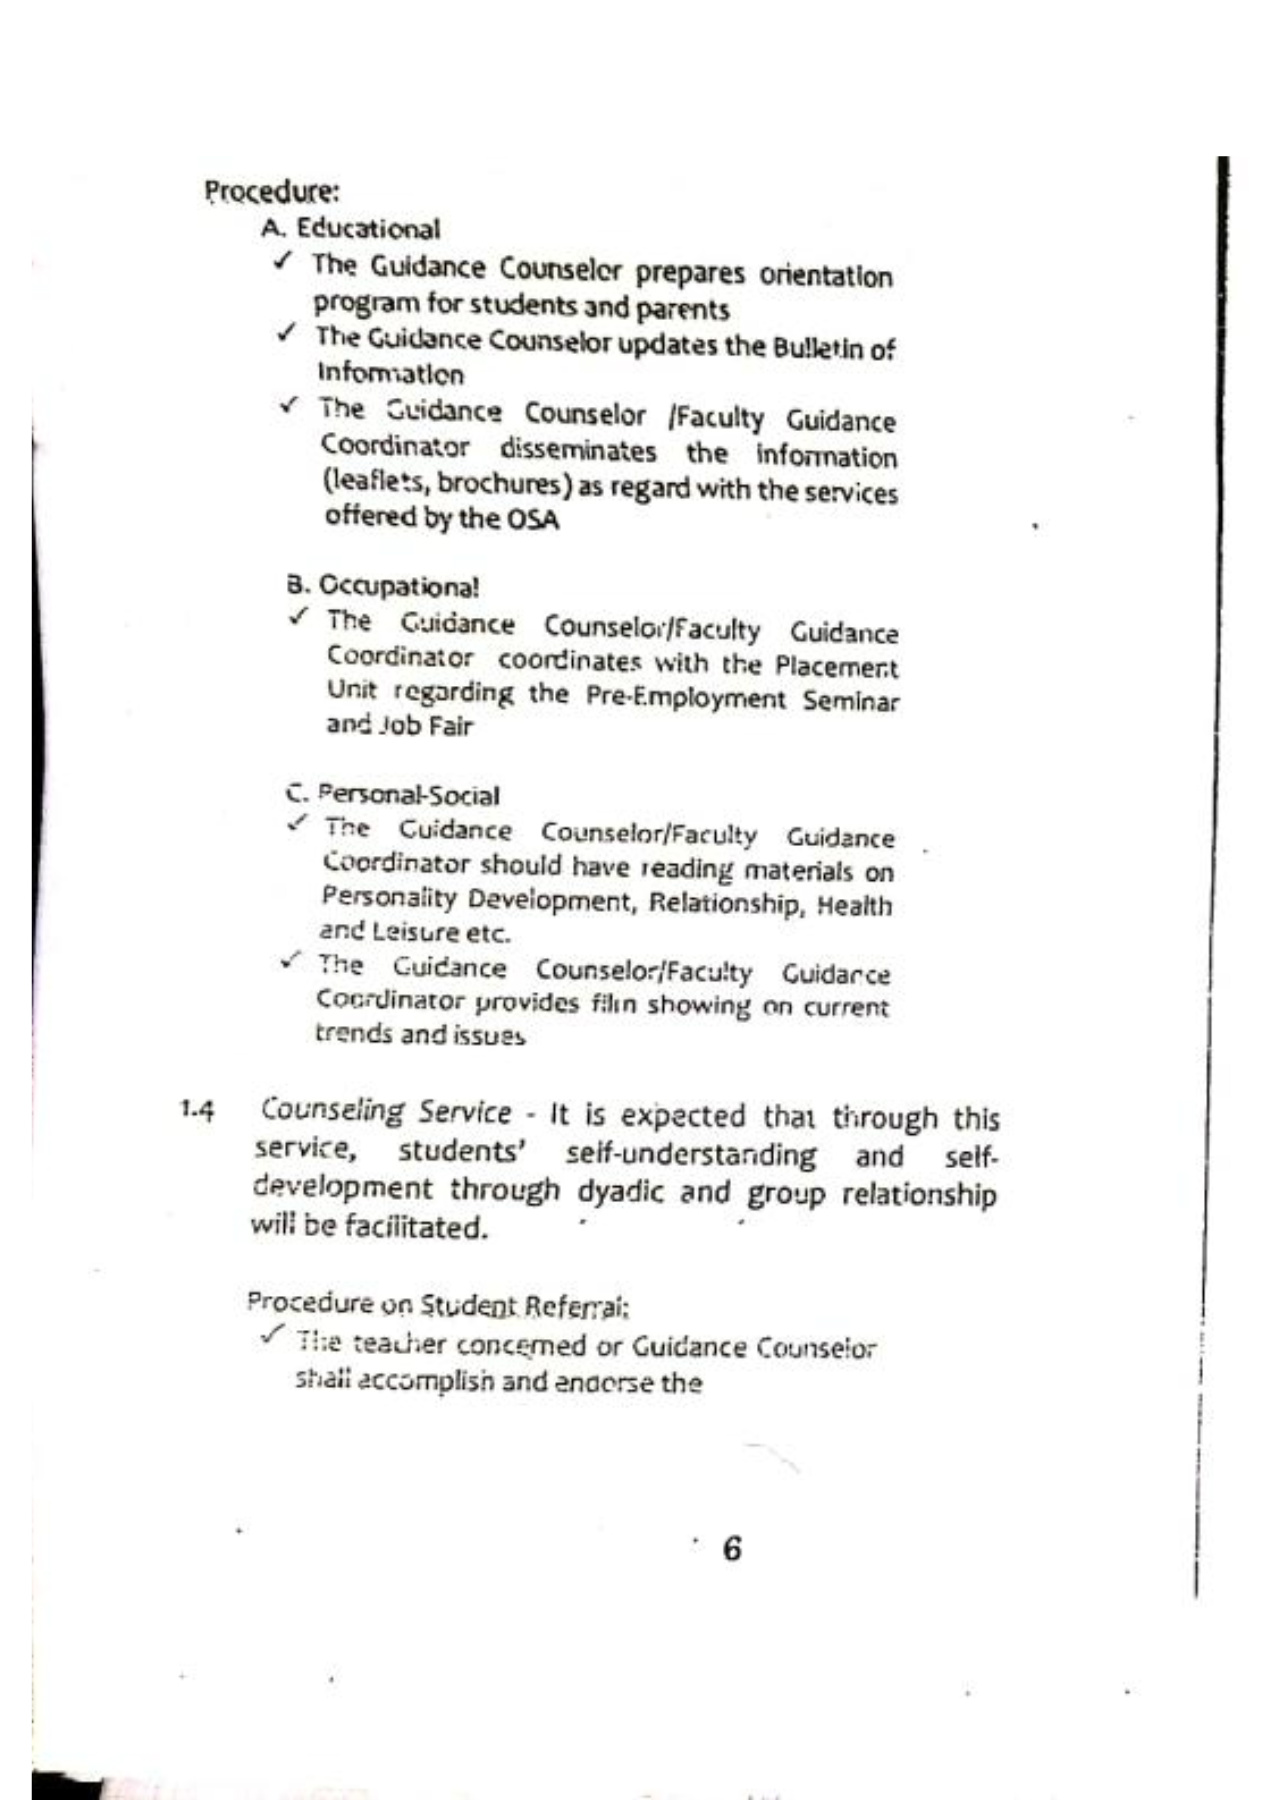 Procedure:
A. Educational
✓ The Guidance Counselor prepares orientation
program for students and parents
✓ The Guidance Counselor updates the Bulletin of
Information
✓ The Guidance Counselor /Faculty Guidance
Coordinator disseminates the information
(leaflets, brochures) as regard with the services
offered by the OSA
B. Occupational
✓ The Guidance Counselor/Faculty Guidance
Coordinator coordinates with the Placement
Unit regarding the Pre-Employment Seminar
and Job Fair
C. Personal-Social
✓ The Guidance Counselor/Faculty Guidance
Coordinator should have reading materials on
Personality Development, Relationship, Health
and Leisure etc.
✓ The Guidance Counselor/Faculty Guidance
Coordinator provides film showing on current
trends and issues
1.4 Counseling Service - It is expected that through this
service, students' self-understanding and self-
development through dyadic and group relationship
will be facilitated.
Procedure on Student Referral:
✓ The teacher concerned or Guidance Counselor
shall accomplish and endorse the
6